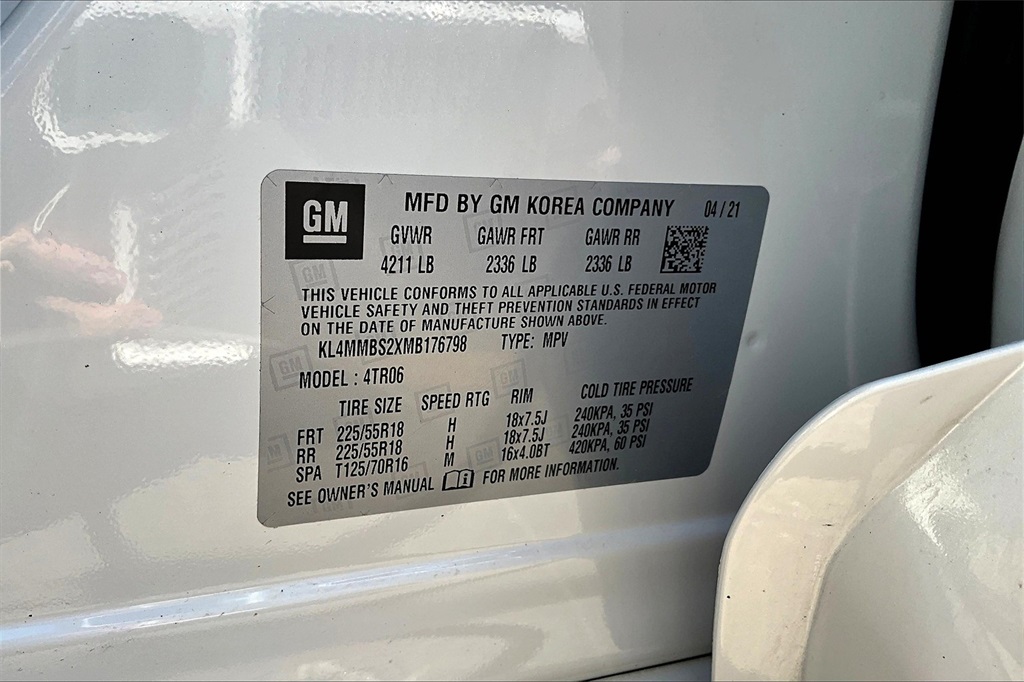 GM MFD BY GM KOREA COMPANY 04 / 21
GVWR GAWR FRT GAWR RR
4211 LB 2336 LB 2336 LB
THIS VEHICLE CONFORMS TO ALL APPLICABLE U.S. FEDERAL MOTOR
VEHICLE SAFETY AND THEFT PREVENTION STANDARDS IN EFFECT
ON THE DATE OF MANUFACTURE SHOWN ABOVE.
KL4MMBS2XMB176798 TYPE: MPV
MODEL : 4TR06
TIRE SIZE SPEED RTG RIM COLD TIRE PRESSURE
FRT 225/55R18 H 18x7.5J 240KPA, 35 PSI
RR 225/55R18 H 18x7.5J 240KPA, 35 PSI
SPA T125/70R16 M 16x4.0BT 420KPA, 60 PSI
SEE OWNER'S MANUAL i FOR MORE INFORMATION.